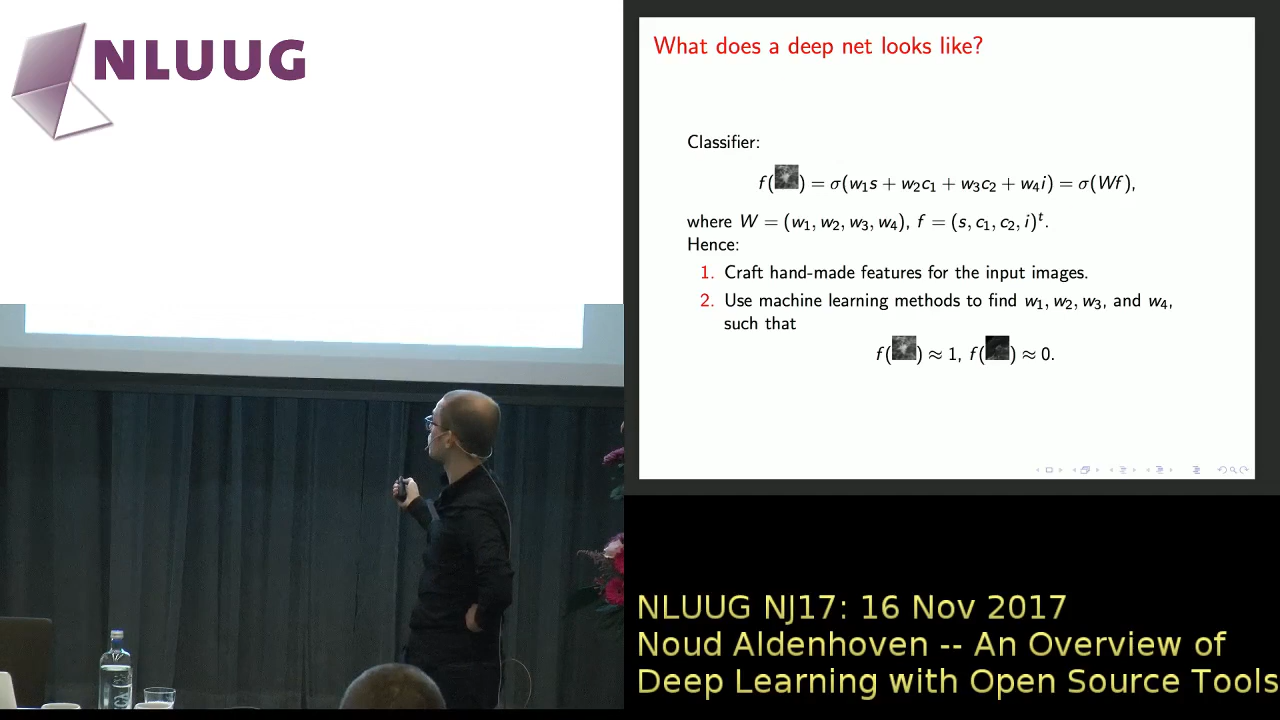 NLUUG
What does a deep net looks like?
Classifier:
f( ) = σ(w₁s + w₂c₁ + w₃c₂ + w₄i) = σ(Wf),
where W = (w₁, w₂, w₃, w₄), f = (s, c₁, c₂, i)ᵗ.
Hence:
1. Craft hand-made features for the input images.
2. Use machine learning methods to find w₁, w₂, w₃, and w₄,
such that
f( ) ≈ 1, f( ) ≈ 0.
NLUUG NJ17: 16 Nov 2017
Noud Aldenhoven -- An Overview of
Deep Learning with Open Source Tools